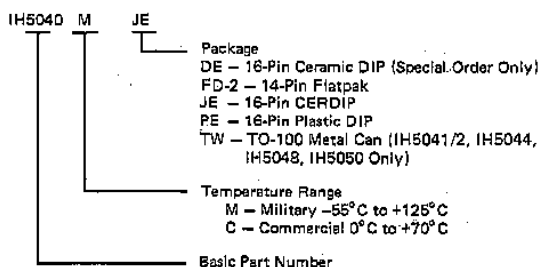 IH5040 M JE
Package
DE – 16-Pin Ceramic DIP (Special Order Only)
FD-2 – 14-Pin Flatpak
JE – 16-Pin CERDIP
PE – 16-Pin Plastic DIP
TW – TO-100 Metal Can (IH5041/2, IH5044,
IH5048, IH5050 Only)
Temperature Range
M – Military –55°C to +125°C
C – Commercial 0°C to +70°C
Basic Part Number